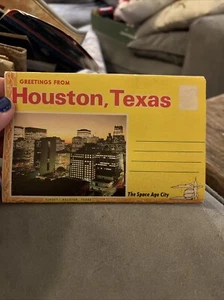 GREETINGS FROM
Houston, Texas
The Space Age City